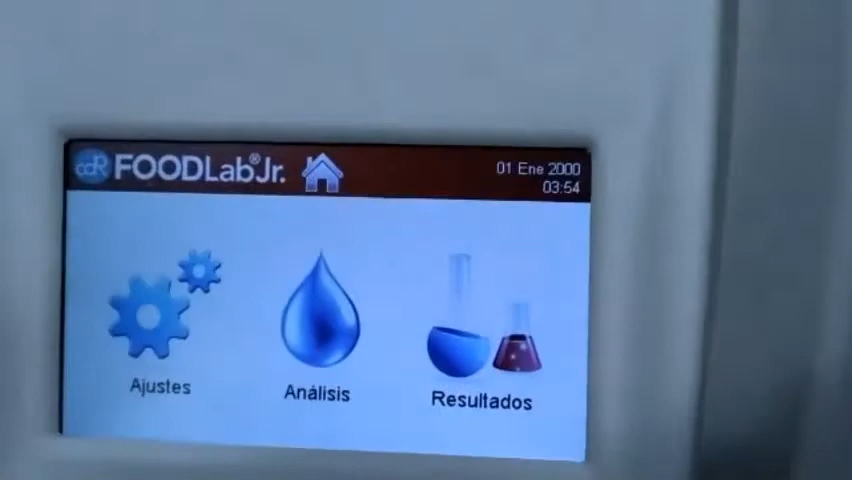 cdR FOODLab®Jr.
01 Ene 2000
03:54
Ajustes
Análisis
Resultados